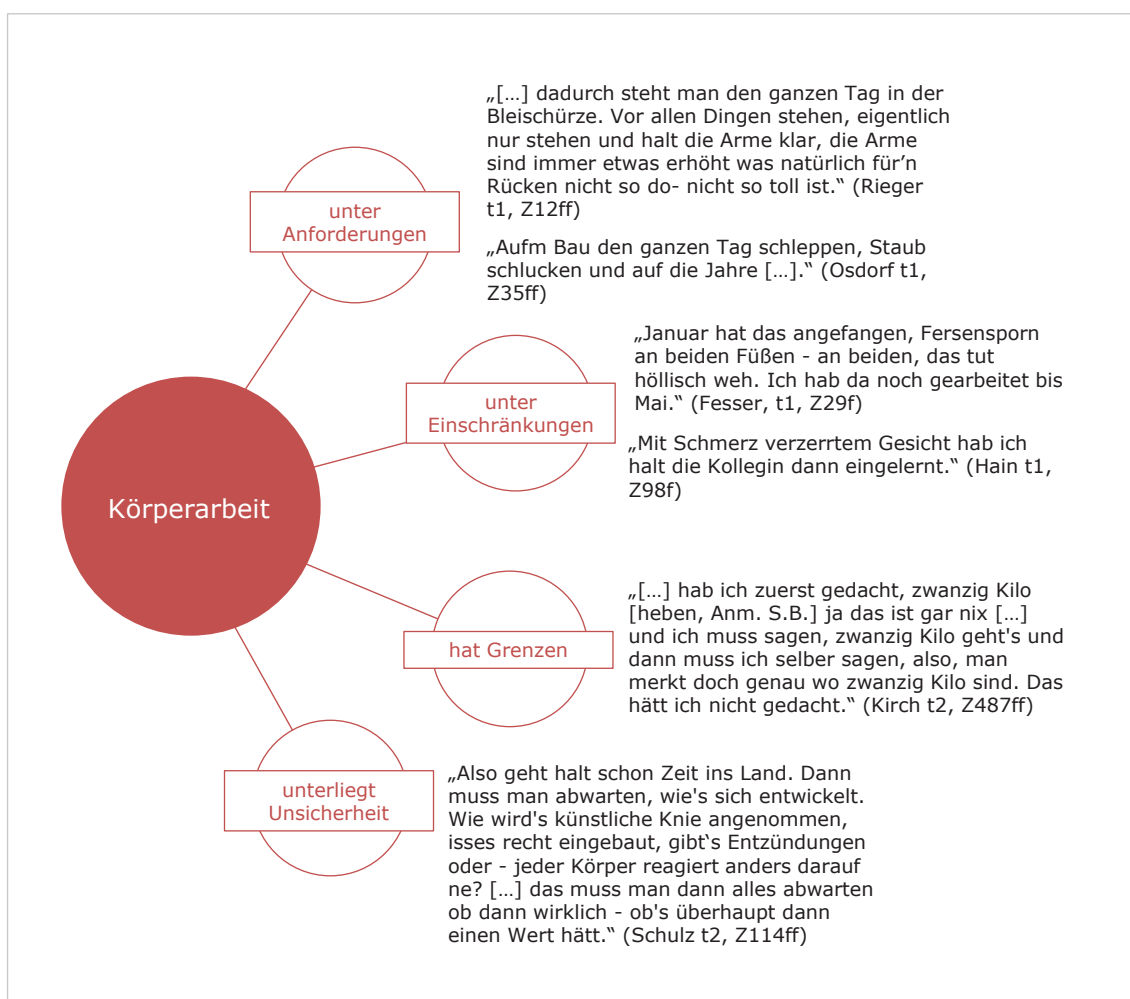 Körperarbeit
unter
Anforderungen
„[…] dadurch steht man den ganzen Tag in der
Bleischürze. Vor allen Dingen stehen, eigentlich
nur stehen und halt die Arme klar, die Arme
sind immer etwas erhöht was natürlich für’n
Rücken nicht so do- nicht so toll ist.“ (Rieger
t1, Z12ff)
„Aufm Bau den ganzen Tag schleppen, Staub
schlucken und auf die Jahre […].“ (Osdorf t1,
Z35ff)
unter
Einschränkungen
„Januar hat das angefangen, Fersensporn
an beiden Füßen - an beiden, das tut
höllisch weh. Ich hab da noch gearbeitet bis
Mai.“ (Fesser, t1, Z29f)
„Mit Schmerz verzerrtem Gesicht hab ich
halt die Kollegin dann eingelernt.“ (Hain t1,
Z98f)
hat Grenzen
„[…] hab ich zuerst gedacht, zwanzig Kilo
[heben, Anm. S.B.] ja das ist gar nix […]
und ich muss sagen, zwanzig Kilo geht's und
dann muss ich selber sagen, also, man
merkt doch genau wo zwanzig Kilo sind. Das
hätt ich nicht gedacht.“ (Kirch t2, Z487ff)
unterliegt
Unsicherheit
„Also geht halt schon Zeit ins Land. Dann
muss man abwarten, wie's sich entwickelt.
Wie wird's künstliche Knie angenommen,
isses recht eingebaut, gibt‘s Entzündungen
oder - jeder Körper reagiert anders darauf
ne? […] das muss man dann alles abwarten
ob dann wirklich - ob's überhaupt dann
einen Wert hätt.“ (Schulz t2, Z114ff)